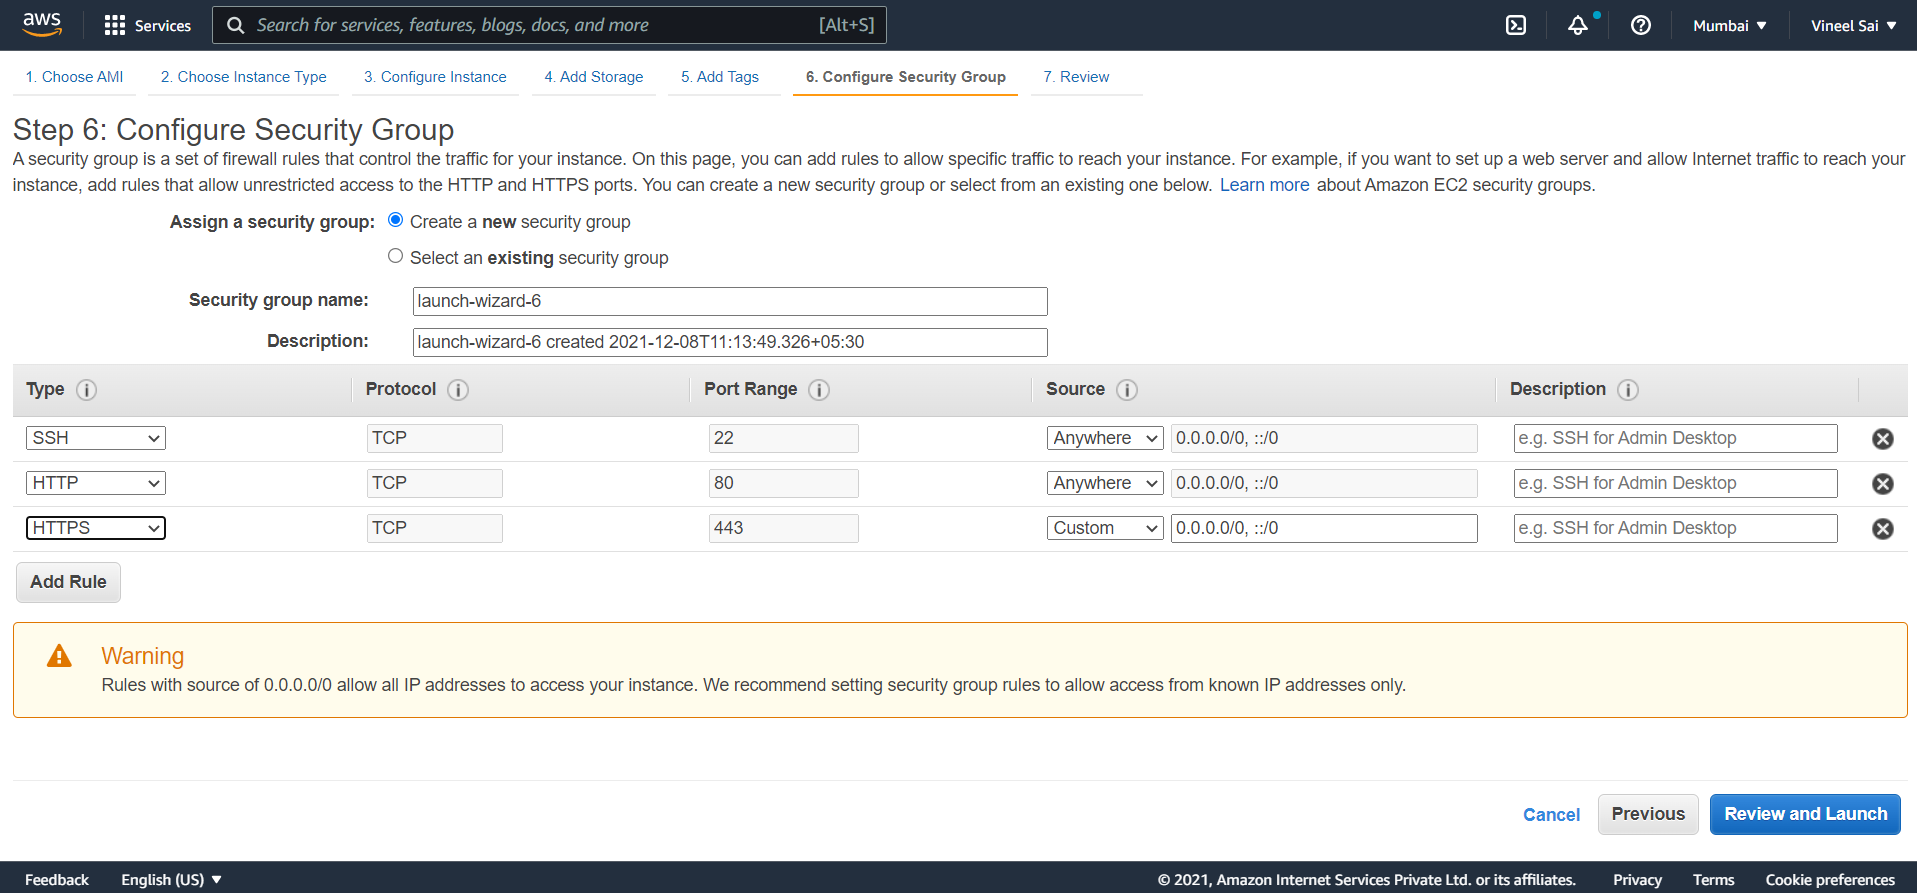 aws Services Search for services, features, blogs, docs, and more [Alt+S] Mumbai Vineel Sai
1. Choose AMI 2. Choose Instance Type 3. Configure Instance 4. Add Storage 5. Add Tags 6. Configure Security Group 7. Review
Step 6: Configure Security Group
A security group is a set of firewall rules that control the traffic for your instance. On this page, you can add rules to allow specific traffic to reach your instance. For example, if you want to set up a web server and allow Internet traffic to reach your
instance, add rules that allow unrestricted access to the HTTP and HTTPS ports. You can create a new security group or select from an existing one below. Learn more about Amazon EC2 security groups.
Assign a security group: Create a new security group
Select an existing security group
Security group name: launch-wizard-6
Description: launch-wizard-6 created 2021-12-08T11:13:49.326+05:30
Type Protocol Port Range Source Description
SSH TCP 22 Anywhere 0.0.0.0/0, ::/0 e.g. SSH for Admin Desktop
HTTP TCP 80 Anywhere 0.0.0.0/0, ::/0 e.g. SSH for Admin Desktop
HTTPS TCP 443 Custom 0.0.0.0/0, ::/0 e.g. SSH for Admin Desktop
Add Rule
Warning
Rules with source of 0.0.0.0/0 allow all IP addresses to access your instance. We recommend setting security group rules to allow access from known IP addresses only.
Cancel Previous Review and Launch
Feedback English (US) © 2021, Amazon Internet Services Private Ltd. or its affiliates. Privacy Terms Cookie preferences